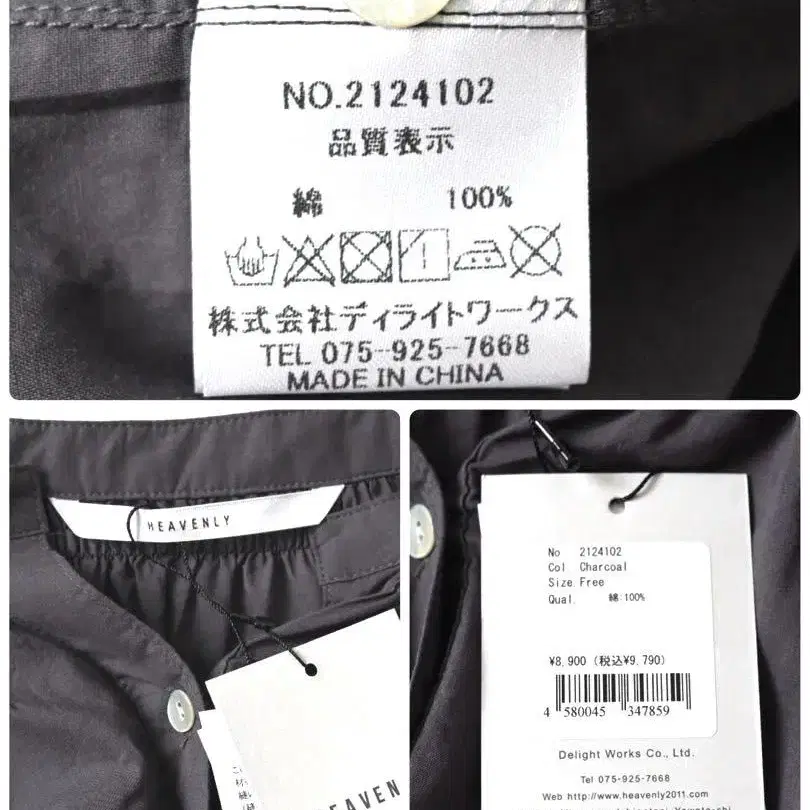 NO.2124102
品質表示
綿 100%
株式会社ディライトワークス
TEL 075-925-7668
MADE IN CHINA
HEAVENLY
HEAVEN
No 2124102
Col. Charcoal
Size. Free
Qual. 綿:100%
¥8,900 (税込¥9,790)
4 580045 347859
Delight Works Co., Ltd.
Tel 075-925-7668
Web http://www.heavenly2011.com